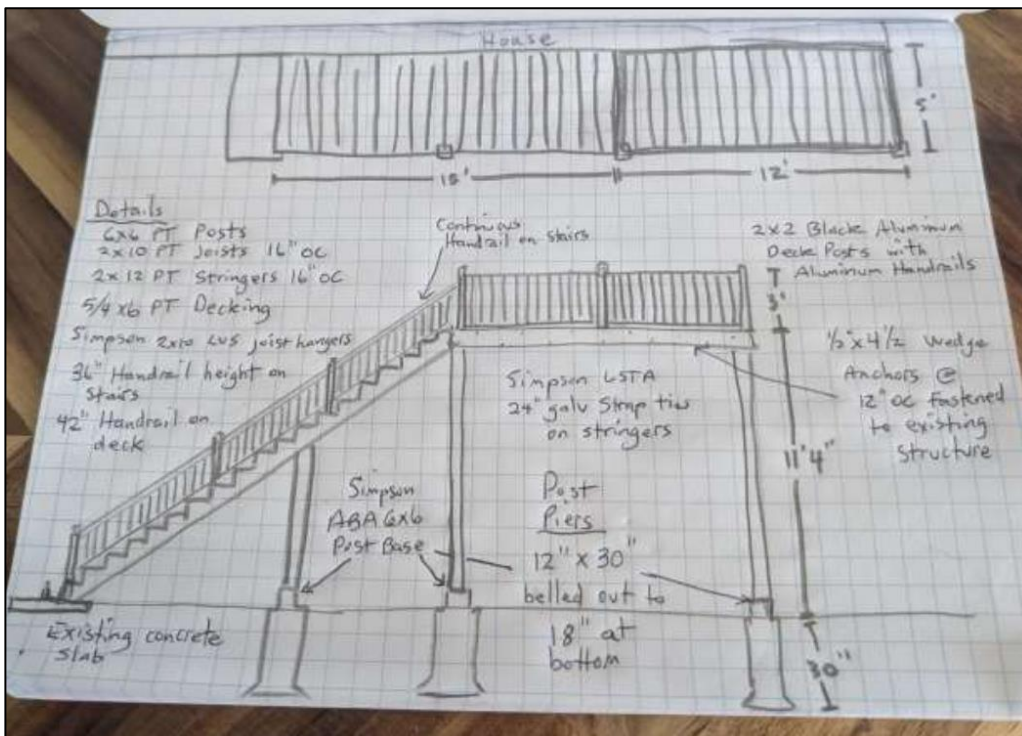 House
5'
15'
12'
Details
6x6 PT Posts
2x10 PT Joists 16" OC
2x12 PT Stringers 16" OC
5/4 x6 PT Decking
Simpson 2x10 LUS joist hangers
36" Handrail height on
stairs
42" Handrail on
deck
Continuous
Handrail on stairs
2x2 Black Aluminum
Deck Posts with
Aluminum Handrails
3'
1/2" x 4 1/2 Wedge
Anchors @
12" OC fastened
to existing
structure
Simpson LSTA
24" galv Strap ties
on stringers
11'4"
Simpson
ABA 6x6
Post Base
Post
Piers
12" x 30"
belled out to
18" at
bottom
Existing concrete
Slab
30"